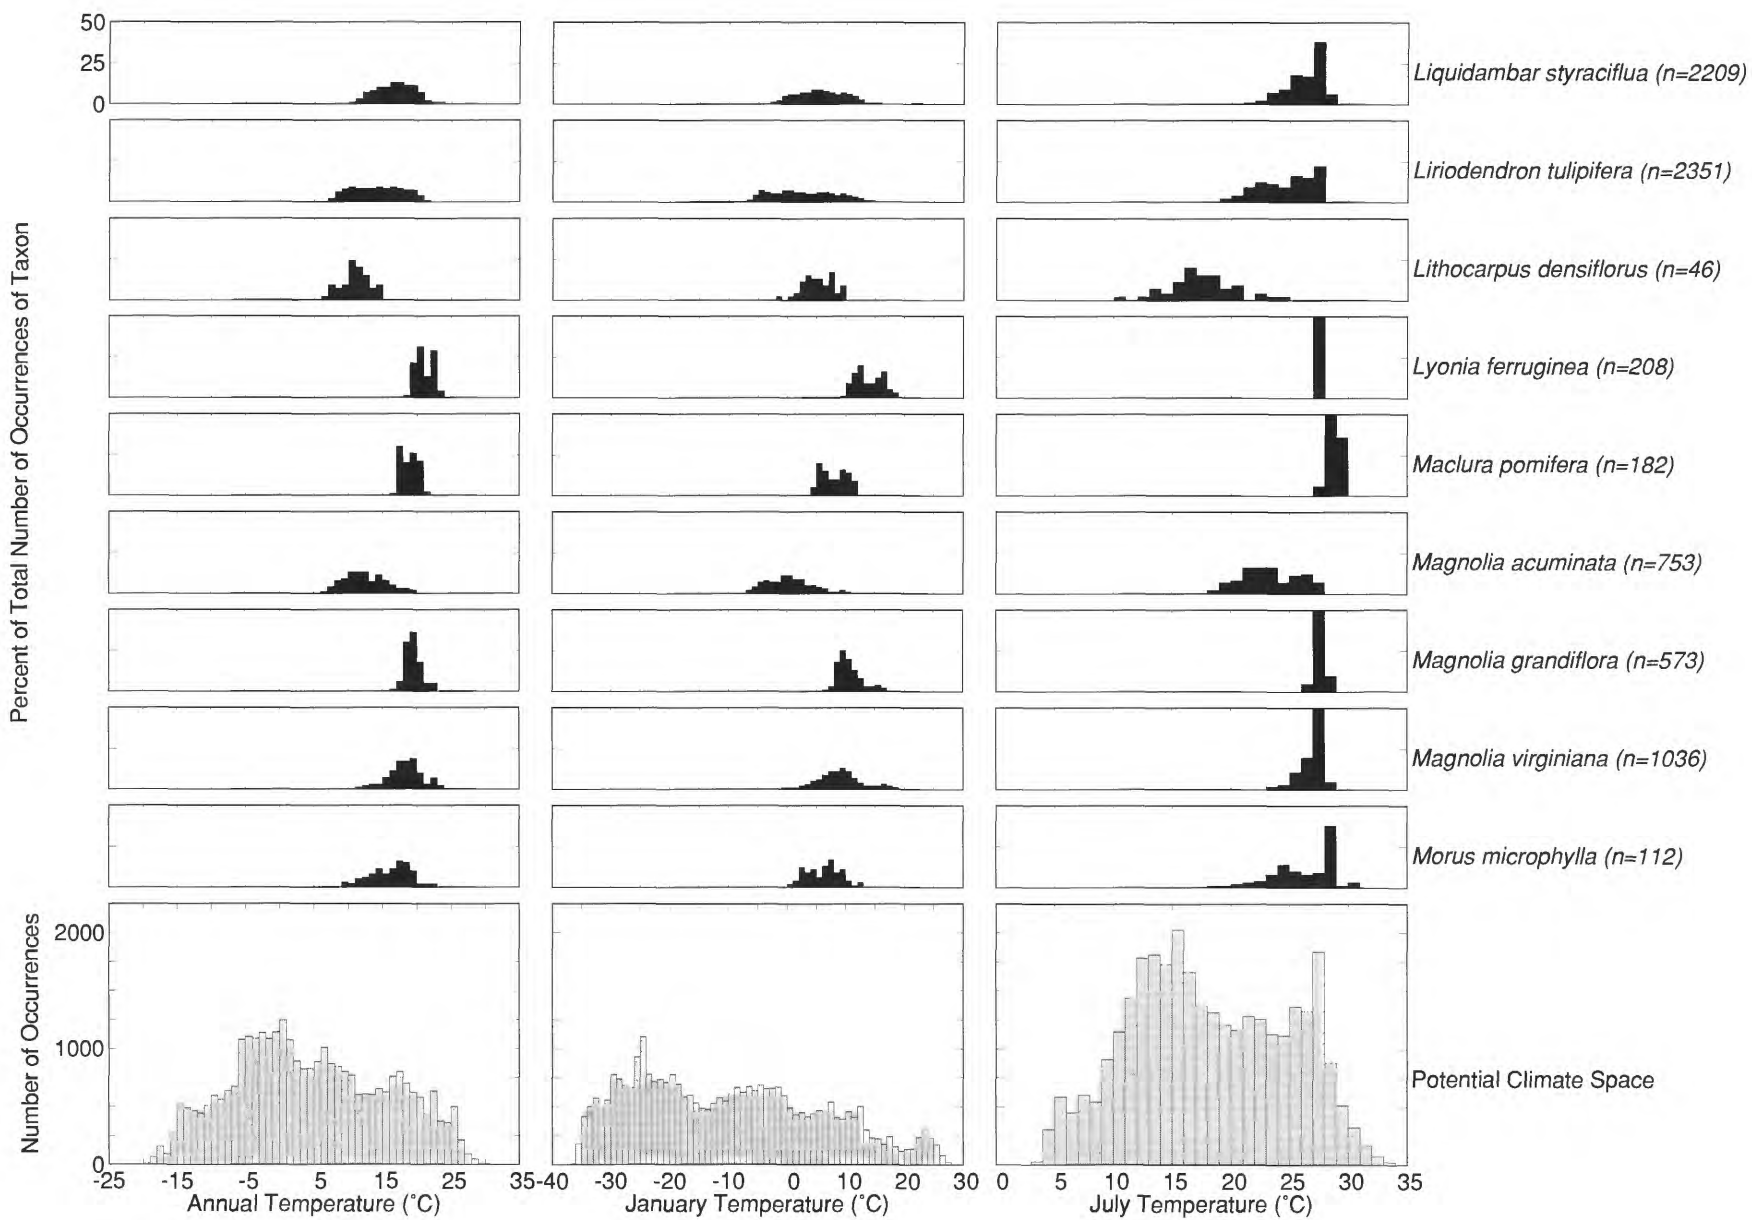 50
25
0
Liquidambar styraciflua (n=2209)
Liriodendron tulipifera (n=2351)
Lithocarpus densiflorus (n=46)
Lyonia ferruginea (n=208)
Maclura pomifera (n=182)
Magnolia acuminata (n=753)
Magnolia grandiflora (n=573)
Magnolia virginiana (n=1036)
Morus microphylla (n=112)
Percent of Total Number of Occurrences of Taxon
Number of Occurrences
2000
1000
0
Potential Climate Space
-25 -15 -5 5 15 25 35
-40 -30 -20 -10 0 10 20 30
0 5 10 15 20 25 30 35
Annual Temperature (°C)
January Temperature (°C)
July Temperature (°C)